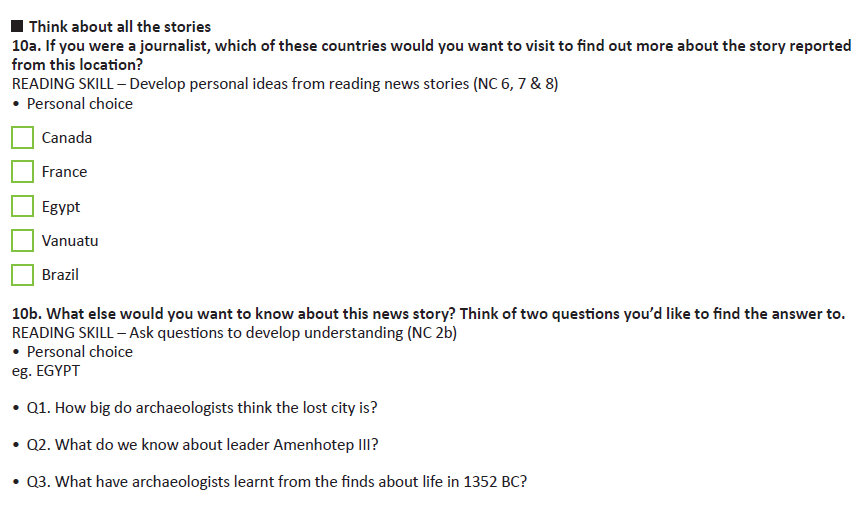 ■ Think about all the stories
10a. If you were a journalist, which of these countries would you want to visit to find out more about the story reported
from this location?
READING SKILL – Develop personal ideas from reading news stories (NC 6, 7 & 8)
• Personal choice
Canada
France
Egypt
Vanuatu
Brazil
10b. What else would you want to know about this news story? Think of two questions you’d like to find the answer to.
READING SKILL – Ask questions to develop understanding (NC 2b)
• Personal choice
eg. EGYPT
• Q1. How big do archaeologists think the lost city is?
• Q2. What do we know about leader Amenhotep III?
• Q3. What have archaeologists learnt from the finds about life in 1352 BC?